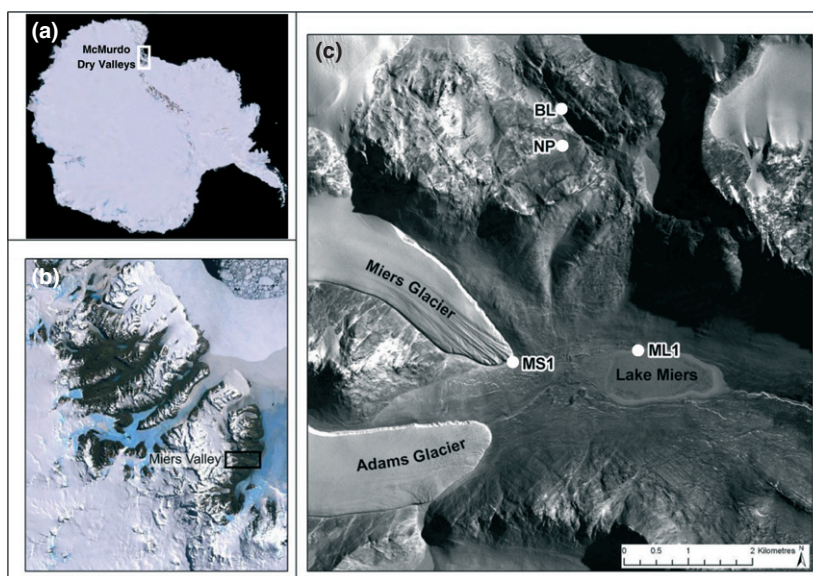 (a)
McMurdo
Dry Valleys
(b)
Miers Valley
(c)
BL
NP
Miers Glacier
MS1
ML1
Lake Miers
Adams Glacier
0 0.5 1 2 Kilometres
N